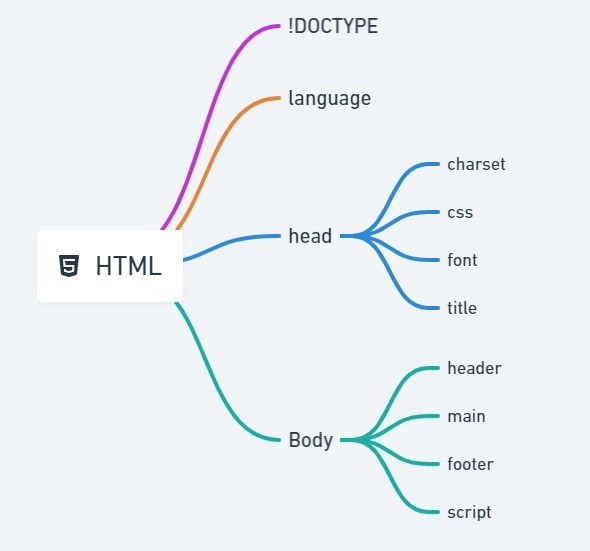 !DOCTYPE
language
HTML
head
charset
css
font
title
Body
header
main
footer
script